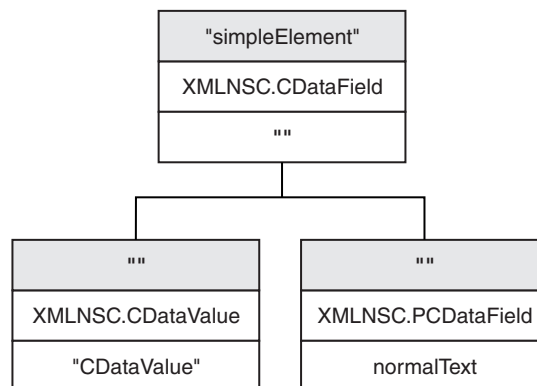 "simpleElement"
XMLNSC.CDataField
""
""
XMLNSC.CDataValue
"CDataValue"
""
XMLNSC.PCDataField
normalText